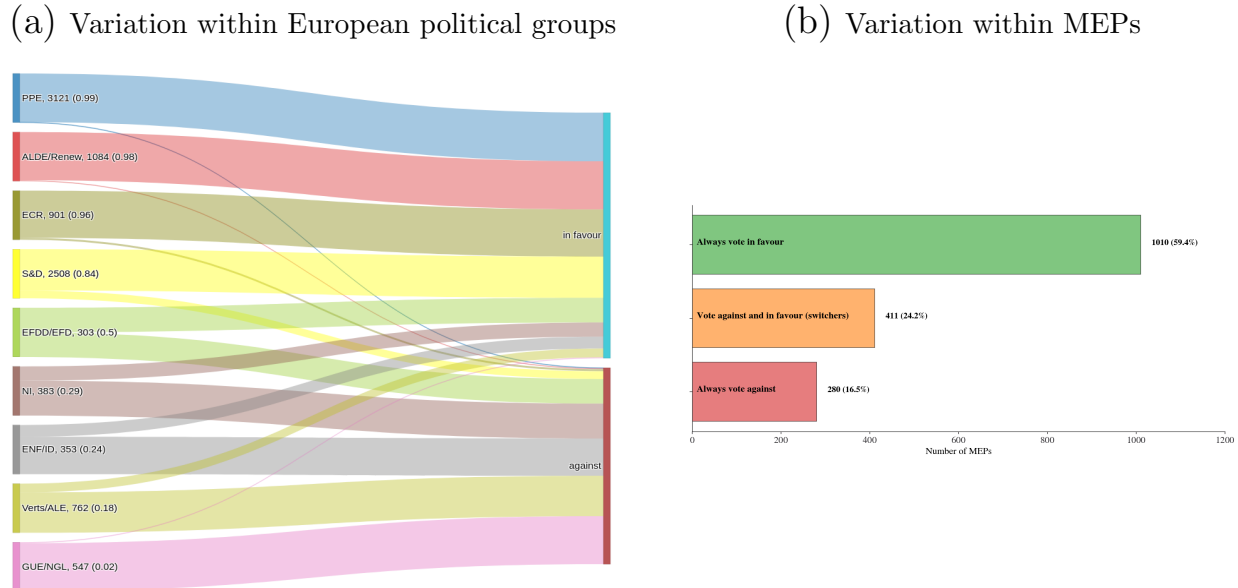 (a) Variation within European political groups
PPE, 3121 (0.99)
ALDE/Renew, 1084 (0.98)
ECR, 901 (0.96)
S&D, 2508 (0.84)
EFDD/EFD, 303 (0.5)
NI, 383 (0.29)
ENF/ID, 353 (0.24)
Verts/ALE, 762 (0.18)
GUE/NGL, 547 (0.02)
in favour
against
(b) Variation within MEPs
Always vote in favour
1010 (59.4%)
Vote against and in favour (switchers)
411 (24.2%)
Always vote against
280 (16.5%)
0 200 400 600 800 1000 1200
Number of MEPs